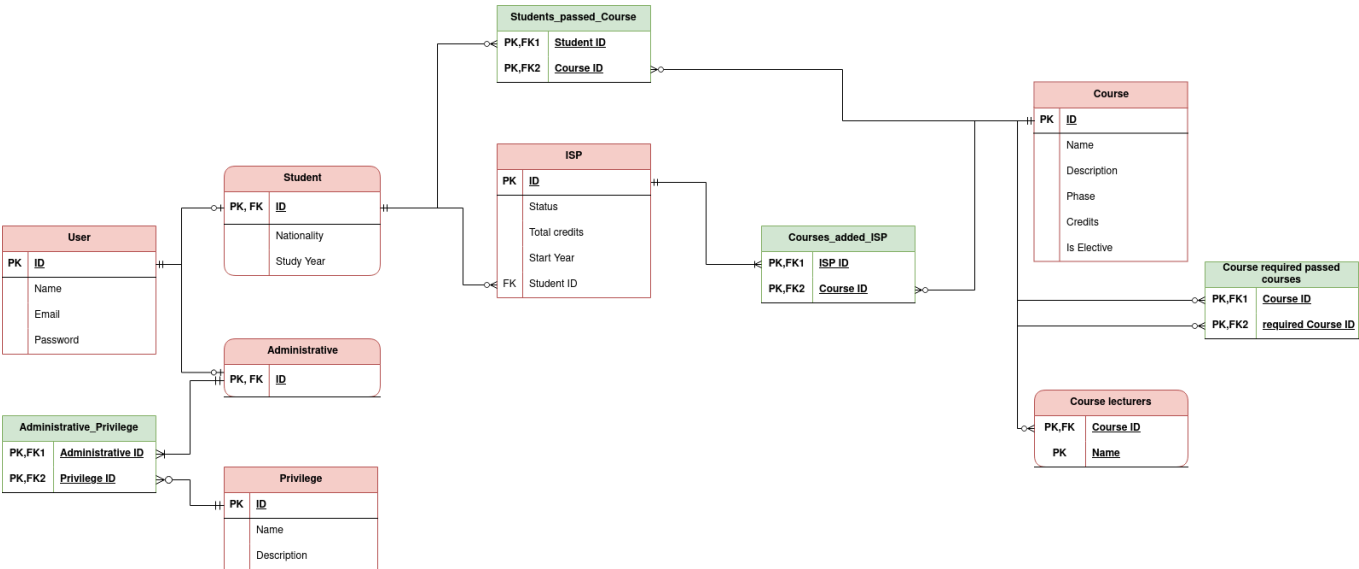 Students_passed_Course
PK,FK1 Student ID
PK,FK2 Course ID
Course
PK ID
Name
Description
Phase
Credits
Is Elective
ISP
PK ID
Status
Total credits
Start Year
FK Student ID
Student
PK, FK ID
Nationality
Study Year
User
PK ID
Name
Email
Password
Courses_added_ISP
PK,FK1 ISP ID
PK,FK2 Course ID
Course required passed
courses
PK,FK1 Course ID
PK,FK2 required Course ID
Administrative
PK, FK ID
Course lecturers
PK,FK Course ID
PK Name
Administrative_Privilege
PK,FK1 Administrative ID
PK,FK2 Privilege ID
Privilege
PK ID
Name
Description